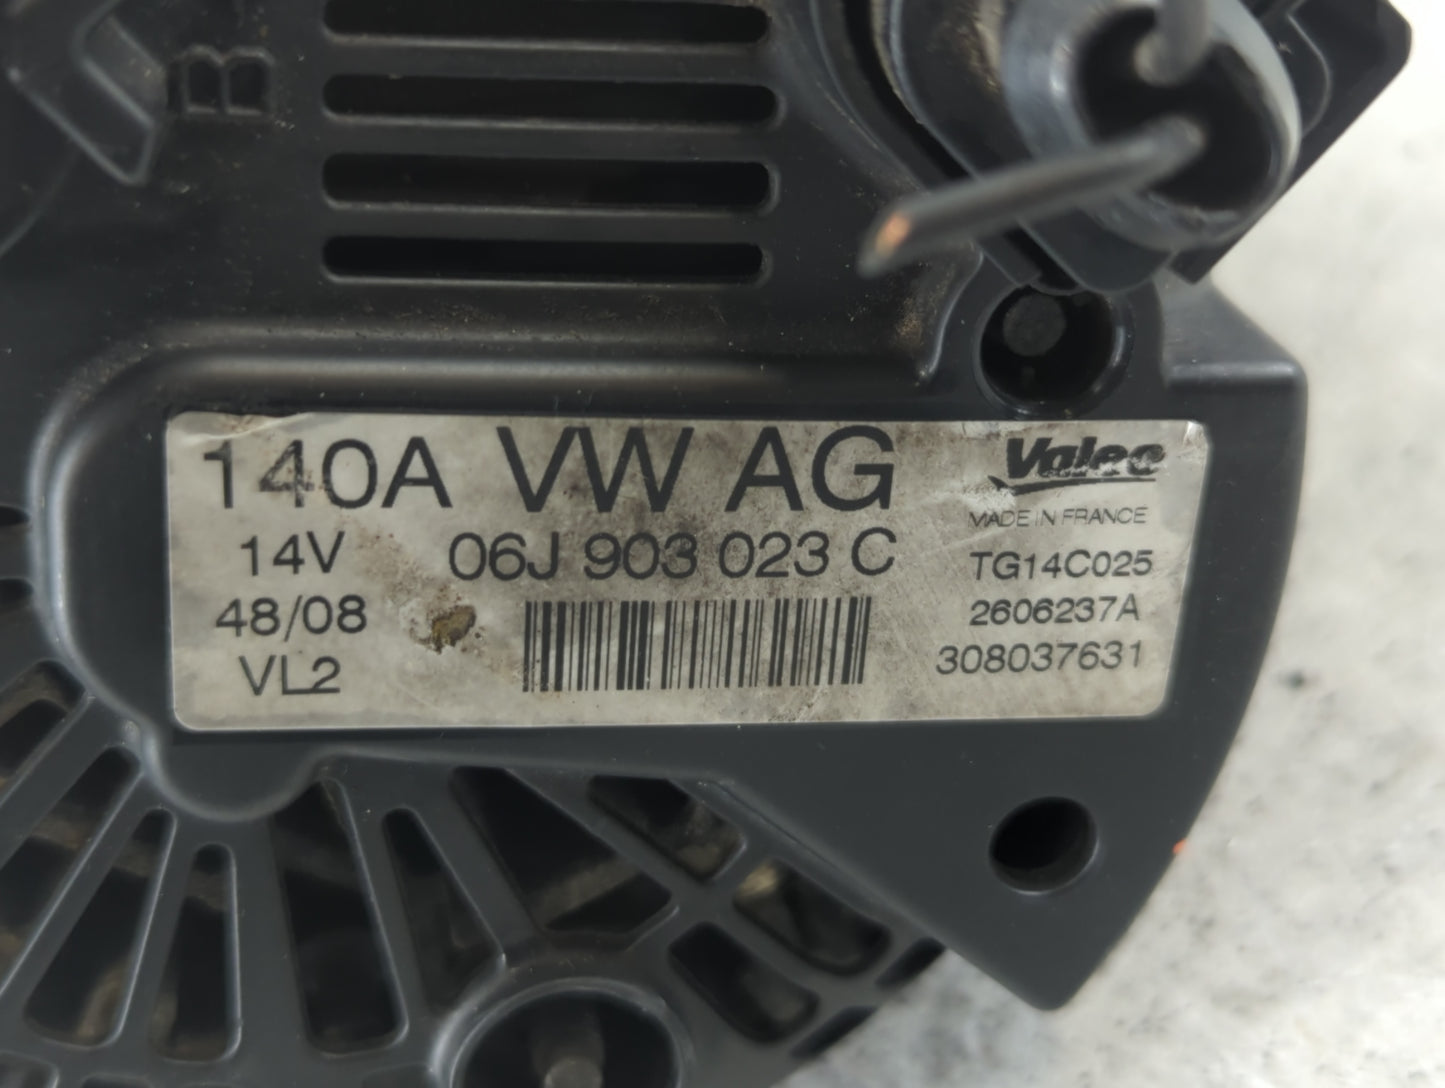 B
140A VW AG Valeo
MADE IN FRANCE
14V 06J 903 023 C TG14C025
48/08 2606237A
VL2 308037631